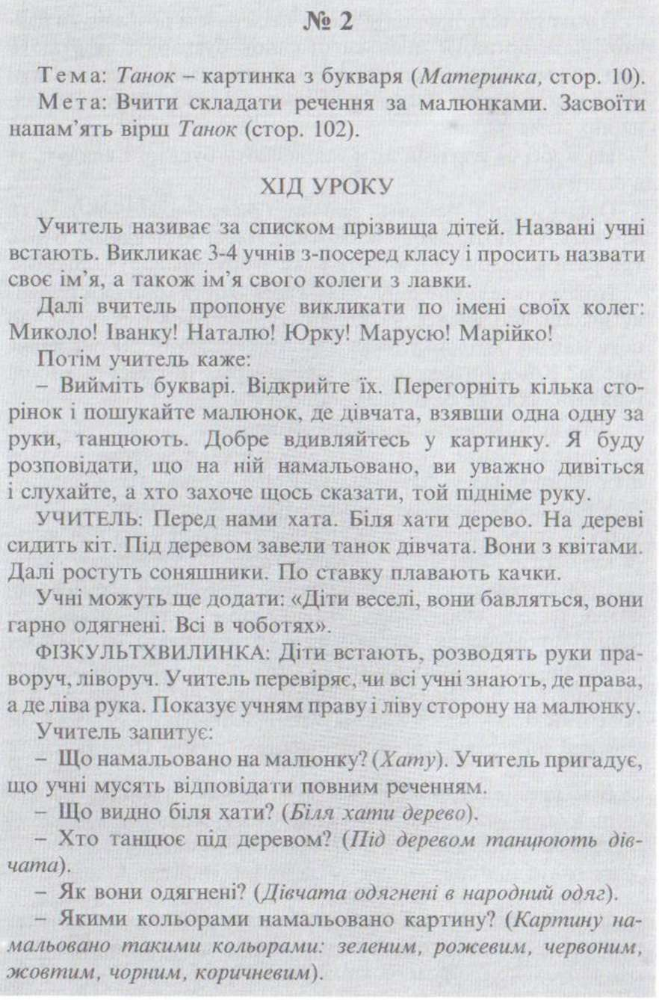 № 2
Тема: Танок – картинка з букваря (Материнка, стор. 10).
Мета: Вчити складати речення за малюнками. Засвоїти
напам’ять вірш Танок (стор. 102).
ХІД УРОКУ
Учитель називає за списком прізвища дітей. Названі учні
встають. Викликає 3-4 учнів з-посеред класу і просить назвати
своє ім’я, а також ім’я свого колеги з лавки.
Далі вчитель пропонує викликати по імені своїх колег:
Миколо! Іванку! Наталю! Юрку! Марусю! Марійко!
Потім учитель каже:
– Вийміть букварі. Відкрийте їх. Перегорніть кілька сто-
рінок і пошукайте малюнок, де дівчата, взявши одна одну за
руки, танцюють. Добре вдивляйтесь у картинку. Я буду
розповідати, що на ній намальовано, ви уважно дивіться
і слухайте, а хто захоче щось сказати, той підніме руку.
УЧИТЕЛЬ: Перед нами хата. Біля хати дерево. На дереві
сидить кіт. Під деревом завели танок дівчата. Вони з квітами.
Далі ростуть соняшники. По ставку плавають качки.
Учні можуть ще додати: «Діти веселі, вони бавляться, вони
гарно одягнені. Всі в чоботях».
ФІЗКУЛЬТХВИЛИНКА: Діти встають, розводять руки пра-
воруч, ліворуч. Учитель перевіряє, чи всі учні знають, де права,
а де ліва рука. Показує учням праву і ліву сторону на малюнку.
Учитель запитує:
– Що намальовано на малюнку? (Хату). Учитель пригадує,
що учні мусять відповідати повним реченням.
– Що видно біля хати? (Біля хати дерево).
– Хто танцює під деревом? (Під деревом танцюють дів-
чата).
– Як вони одягнені? (Дівчата одягнені в народний одяг).
– Якими кольорами намальовано картину? (Картину на-
мальовано такими кольорами: зеленим, рожевим, червоним,
жовтим, чорним, коричневим).